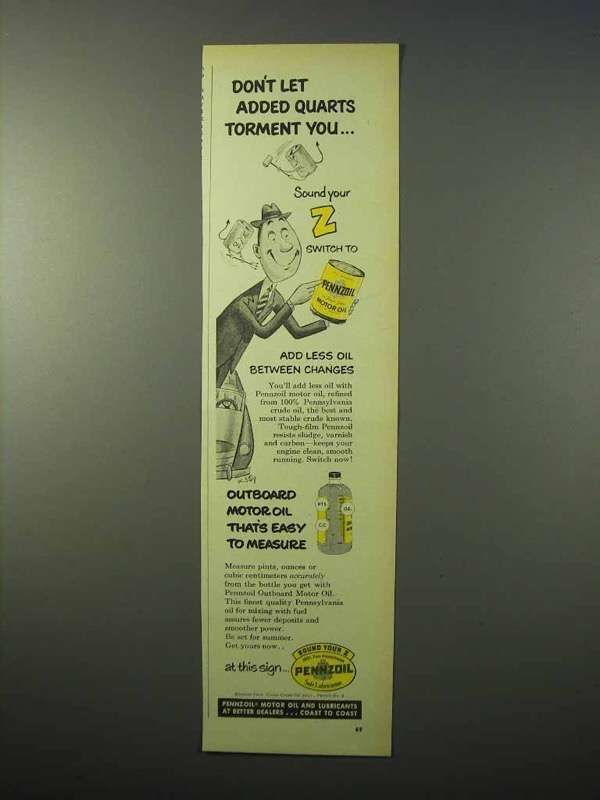 DON'T LET
ADDED QUARTS
TORMENT YOU...
Sound your
Z
SWITCH TO
PENNZOIL
MOTOR OIL
ADD LESS OIL
BETWEEN CHANGES
You'll add less oil with
Pennzoil motor oil, refined
from 100% Pennsylvania
crude oil, the best and
most stable crude known.
Tough-film Pennzoil
resists sludge, varnish
and carbon—keeps your
engine clean, smooth
running. Switch now!
OUTBOARD
MOTOR OIL
THAT'S EASY
TO MEASURE
PTS.
OZ.
C.C.
Measure pints, ounces or
cubic centimeters accurately
from the bottle you get with
Pennzoil Outboard Motor Oil.
This finest quality Pennsylvania
oil for mixing with fuel
assures fewer deposits and
smoother power.
Be set for summer.
Get yours now..
at this sign...
SOUND YOUR Z
PENNZOIL
Safe Lubrication
PENNZOIL® MOTOR OIL AND LUBRICANTS
AT BETTER DEALERS . . . COAST TO COAST